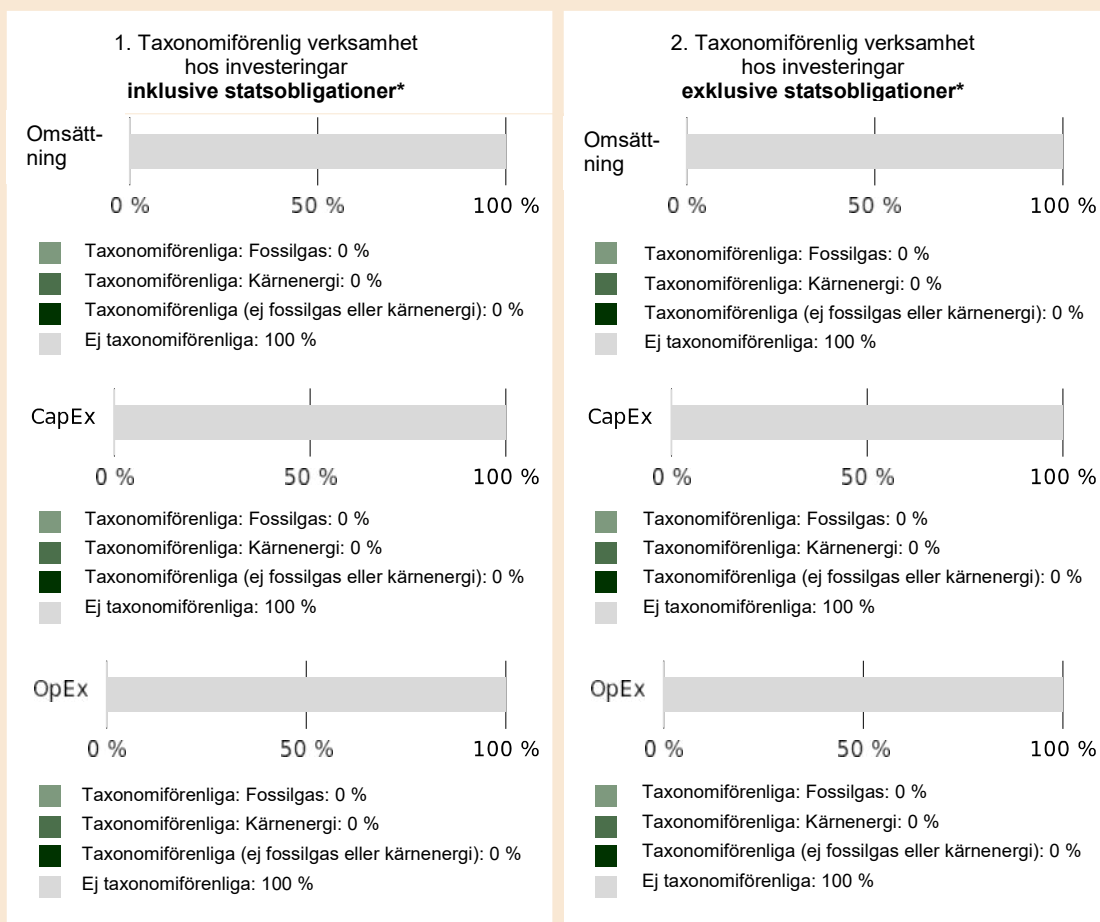 1. Taxonomiförenlig verksamhet
hos investeringar
inklusive statsobligationer*
Omsätt-
ning
0 % 50 % 100 %
Taxonomiförenliga: Fossilgas: 0 %
Taxonomiförenliga: Kärnenergi: 0 %
Taxonomiförenliga (ej fossilgas eller kärnenergi): 0 %
Ej taxonomiförenliga: 100 %
CapEx
0 % 50 % 100 %
Taxonomiförenliga: Fossilgas: 0 %
Taxonomiförenliga: Kärnenergi: 0 %
Taxonomiförenliga (ej fossilgas eller kärnenergi): 0 %
Ej taxonomiförenliga: 100 %
OpEx
0 % 50 % 100 %
Taxonomiförenliga: Fossilgas: 0 %
Taxonomiförenliga: Kärnenergi: 0 %
Taxonomiförenliga (ej fossilgas eller kärnenergi): 0 %
Ej taxonomiförenliga: 100 %
2. Taxonomiförenlig verksamhet
hos investeringar
exklusive statsobligationer*
Omsätt-
ning
0 % 50 % 100 %
Taxonomiförenliga: Fossilgas: 0 %
Taxonomiförenliga: Kärnenergi: 0 %
Taxonomiförenliga (ej fossilgas eller kärnenergi): 0 %
Ej taxonomiförenliga: 100 %
CapEx
0 % 50 % 100 %
Taxonomiförenliga: Fossilgas: 0 %
Taxonomiförenliga: Kärnenergi: 0 %
Taxonomiförenliga (ej fossilgas eller kärnenergi): 0 %
Ej taxonomiförenliga: 100 %
OpEx
0 % 50 % 100 %
Taxonomiförenliga: Fossilgas: 0 %
Taxonomiförenliga: Kärnenergi: 0 %
Taxonomiförenliga (ej fossilgas eller kärnenergi): 0 %
Ej taxonomiförenliga: 100 %